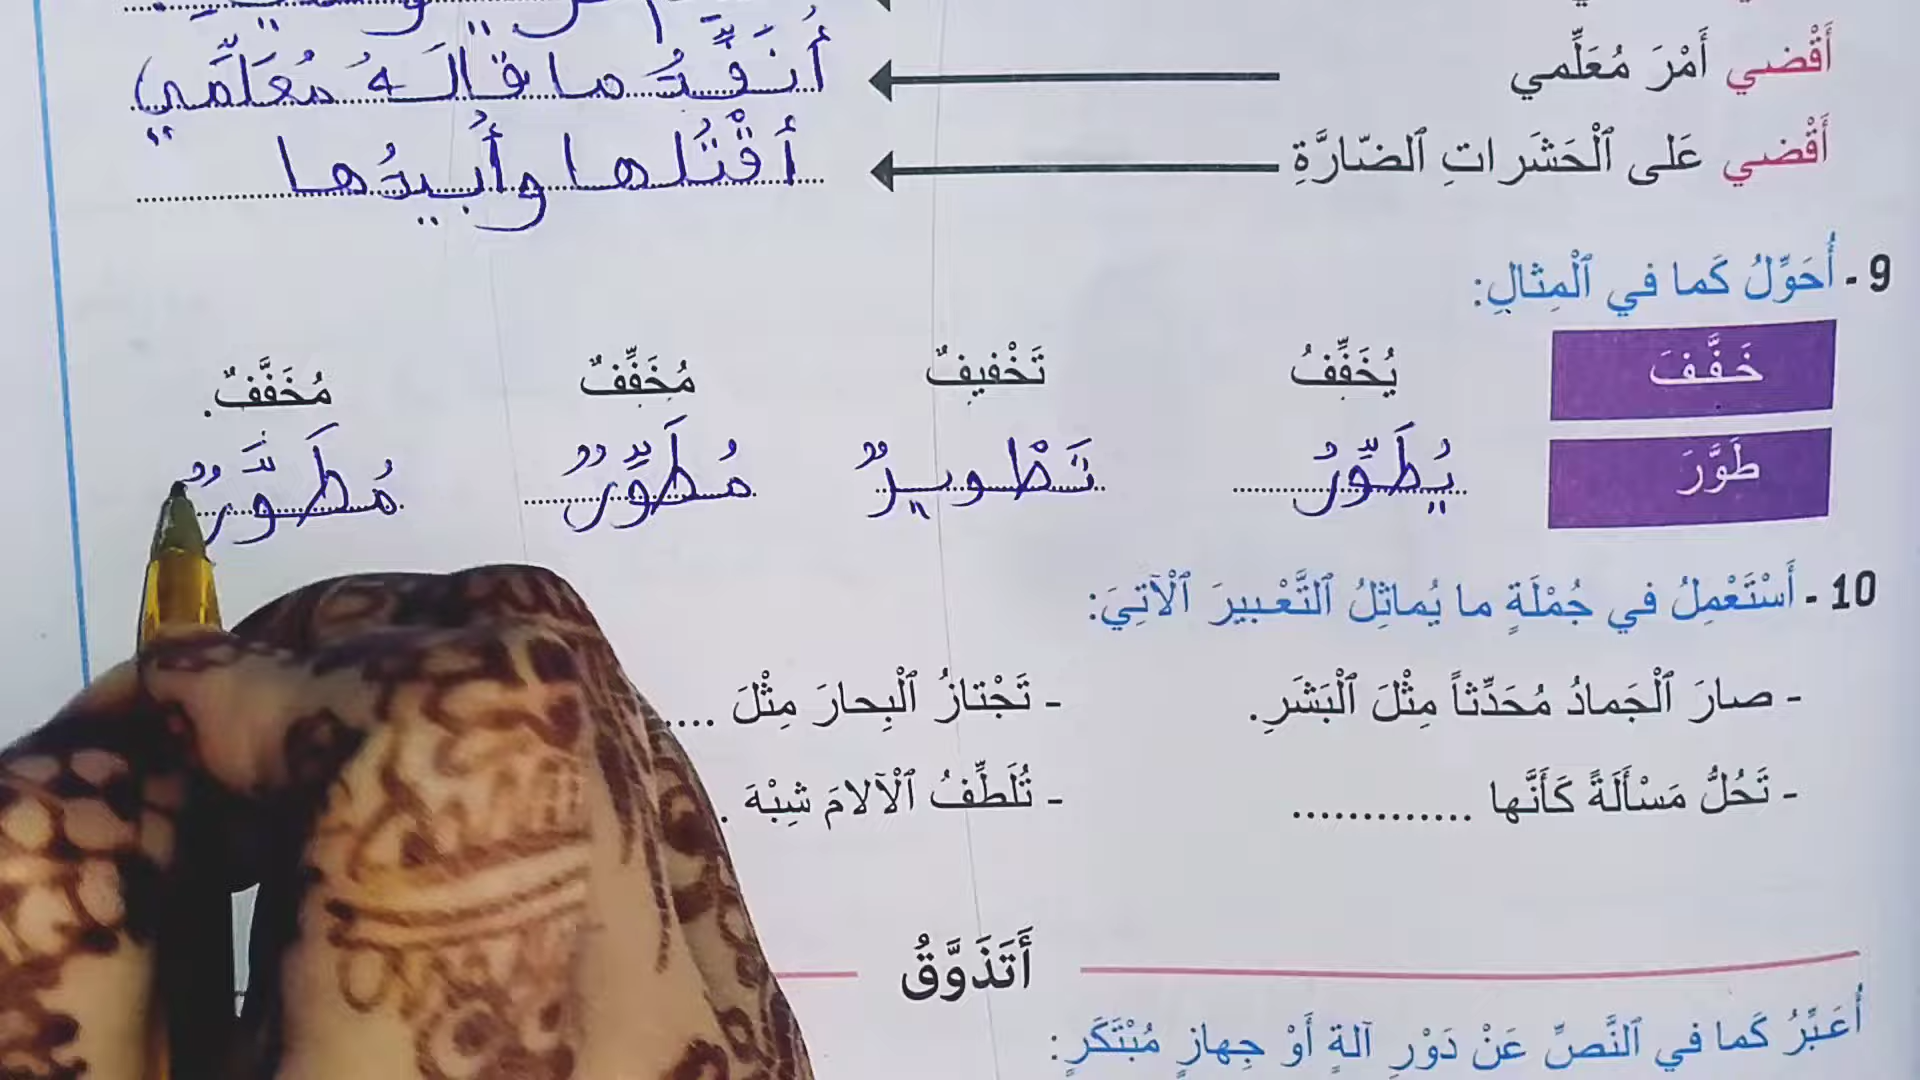 أَقْضي أَمْرَ مُعَلِّمي
أُنَفِّذُ ما قالَهُ مُعَلِّمي
أَقْضي عَلى ٱلْحَشَراتِ ٱلضّارَّةِ
أَقْتُلها وأُبيدُها
9 - أُحَوِّلُ كَما في ٱلْمِثالِ:
خَفَّفَ يُخَفِّفُ تَخْفيفٌ مُخَفِّفٌ مُخَفَّفٌ.
طَوَّرَ يُطَوِّرُ تَطْويرٌ مُطَوِّرٌ مُطَوَّرٌ
10 - أَسْتَعْمِلُ في جُمْلَةٍ ما يُماثِلُ ٱلتَّعْبيرَ ٱلْآتِيَ:
- صارَ ٱلْجَمادُ مُحَدِّثاً مِثْلَ ٱلْبَشَرِ. - تَجْتازُ ٱلْبِحارَ مِثْلَ ....
- تَحُلُّ مَسْأَلَةً كَأَنَّها ............. - تُلَطِّفُ ٱلْآلامَ شِبْهَ .
أَتَذَوَّقُ
أُعَبِّرُ كَما في ٱلنَّصِّ عَنْ دَوْرِ آلةٍ أَوْ جِهازٍ مُبْتَكَرٍ: